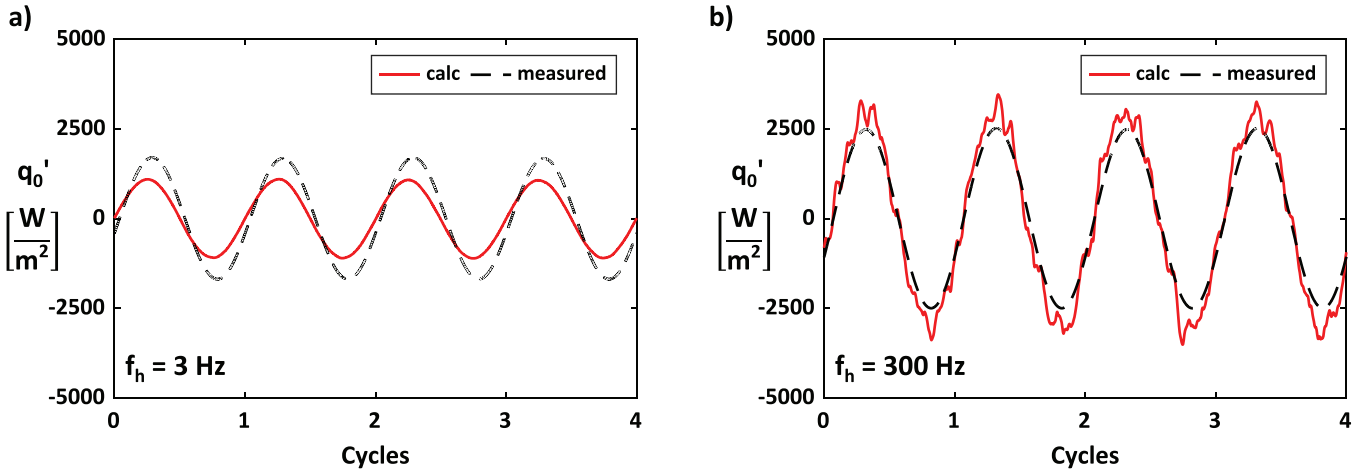 a)
5000
2500
0
-2500
-5000
q0'
[W/m2]
calc measured
fh = 3 Hz
0 1 2 3 4
Cycles
b)
5000
2500
0
-2500
-5000
q0'
[W/m2]
calc measured
fh = 300 Hz
0 1 2 3 4
Cycles